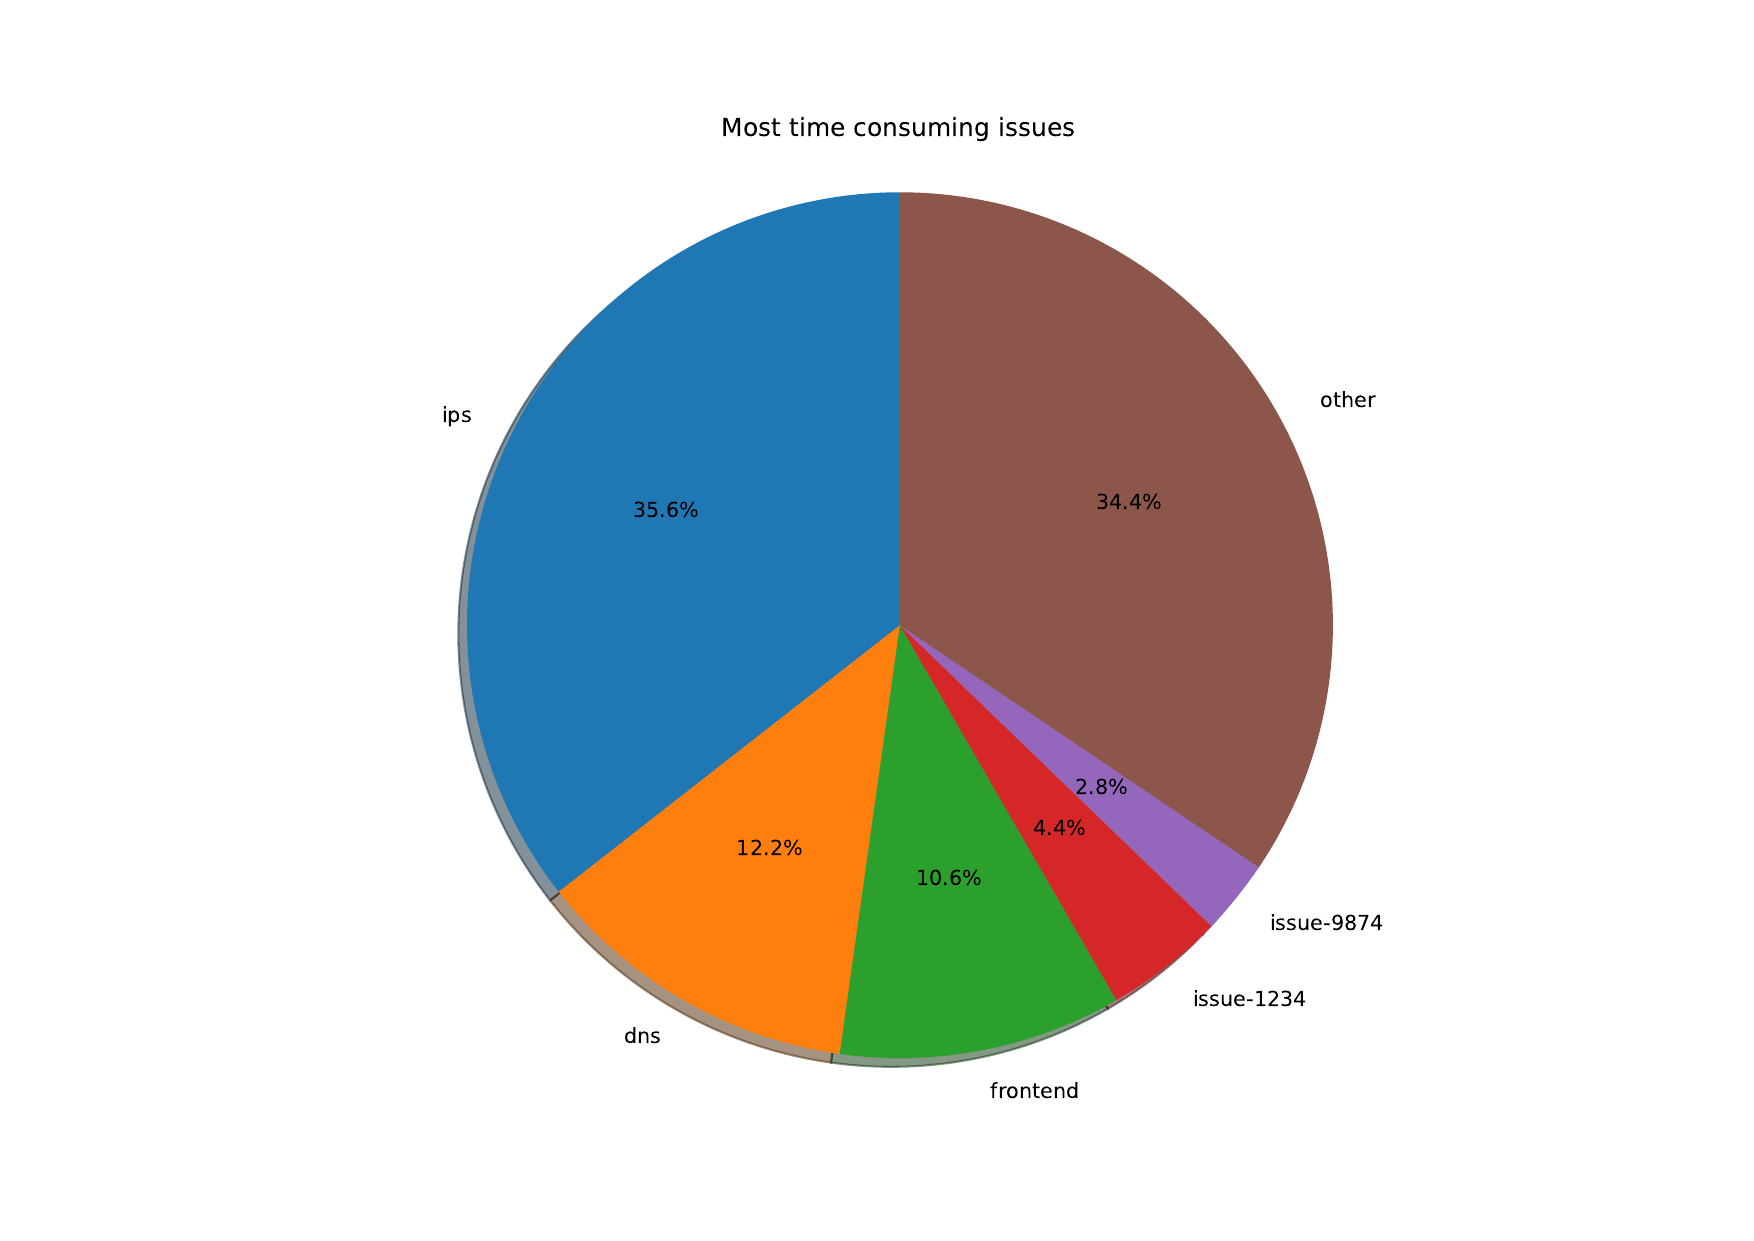 Most time consuming issues
other
ips
34.4%
35.6%
2.8%
4.4%
12.2%
10.6%
issue-9874
issue-1234
dns
frontend